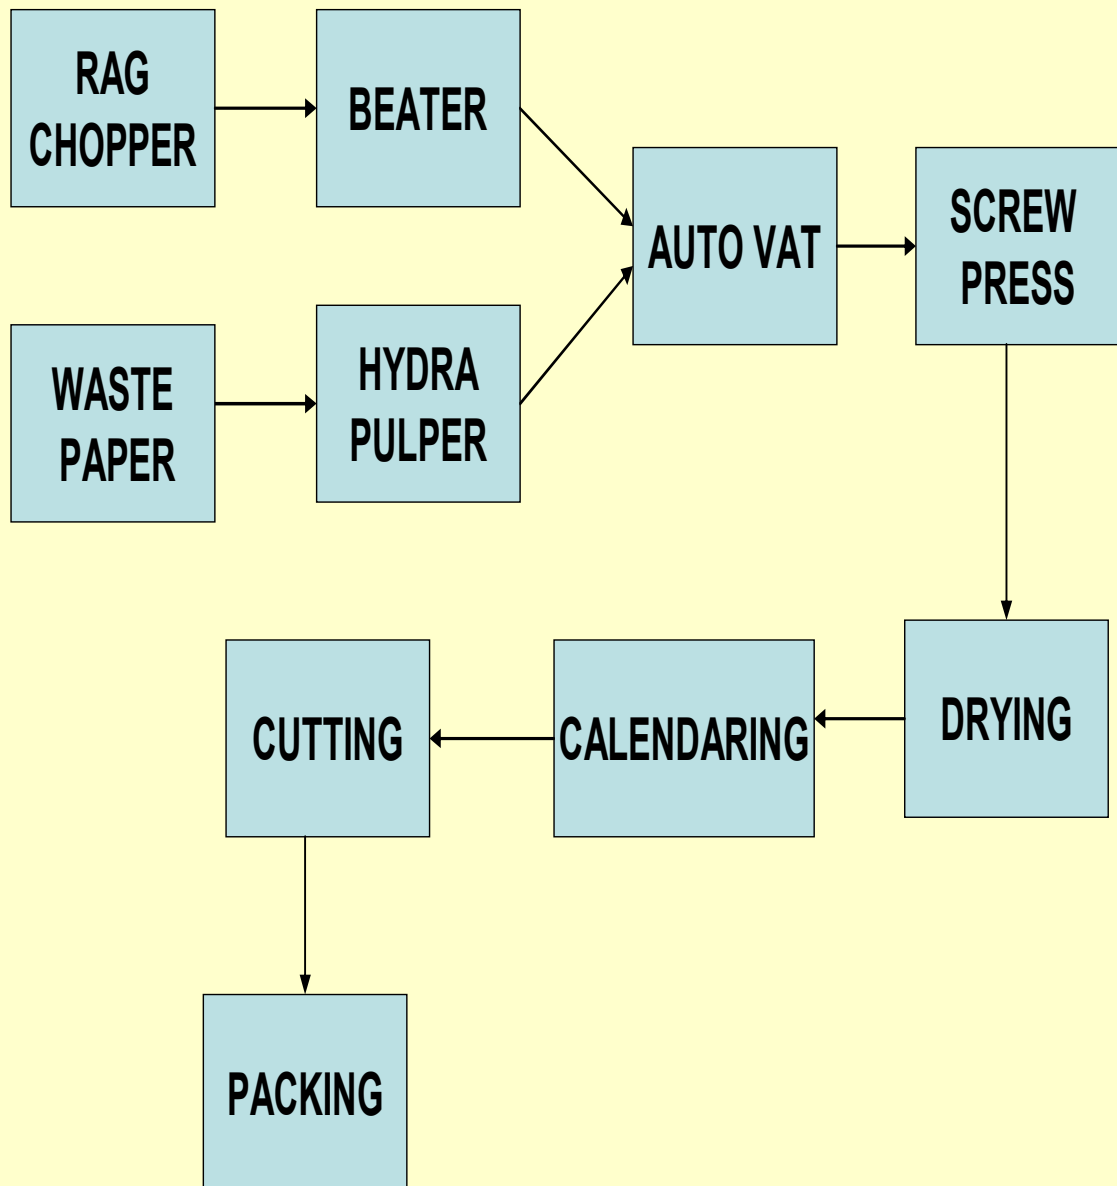 RAG
CHOPPER
BEATER
AUTO VAT
SCREW
PRESS
WASTE
PAPER
HYDRA
PULPER
DRYING
CALENDARING
CUTTING
PACKING